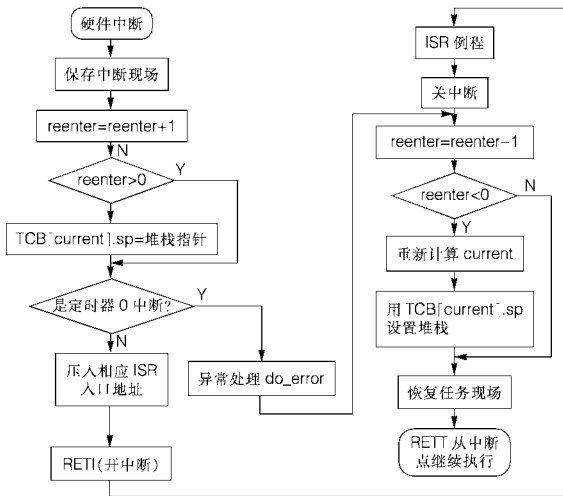 硬件中断
保存中断现场
reenter=reenter+1
N
reenter>0
Y
TCB[current].sp=堆栈指针
是定时器0中断?
Y
N
压入相应ISR
入口地址
异常处理 do_error
RETI(开中断)
ISR 例程
关中断
reenter=reenter-1
reenter<0
N
Y
重新计算 current
用 TCB[current].sp
设置堆栈
恢复任务现场
RETT 从中断
点继续执行